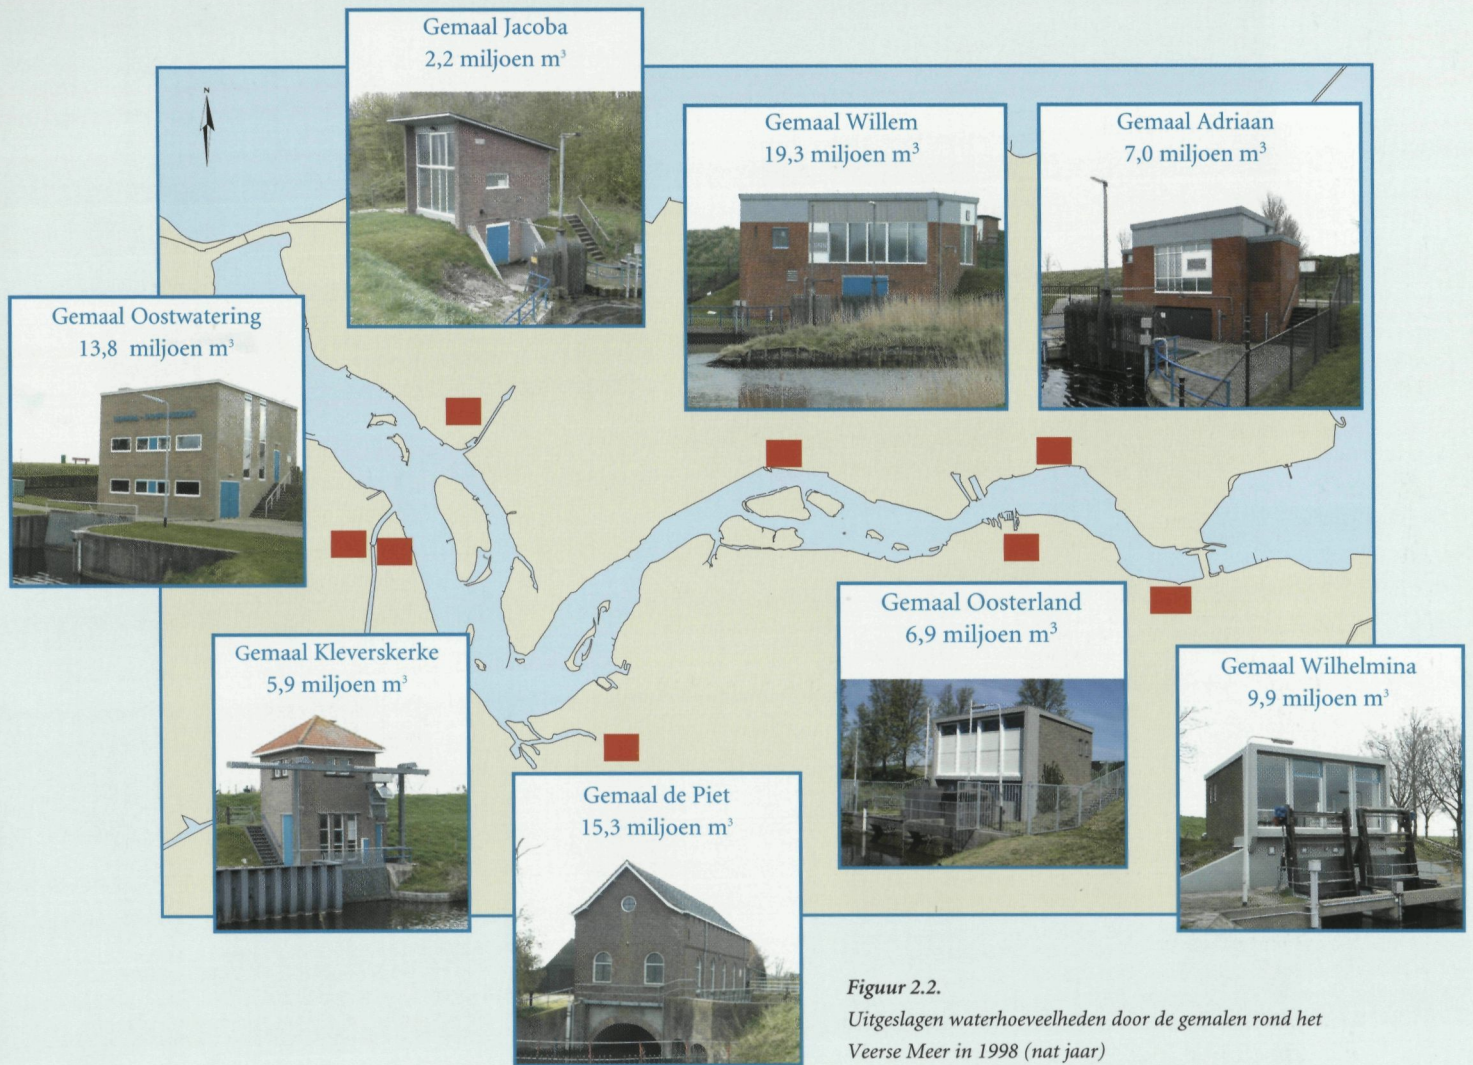 Gemaal Jacoba
2,2 miljoen m³
N
Gemaal Willem
19,3 miljoen m³
Gemaal Adriaan
7,0 miljoen m³
Gemaal Oostwatering
13,8 miljoen m³
Gemaal Oosterland
6,9 miljoen m³
Gemaal Kleverskerke
5,9 miljoen m³
Gemaal Wilhelmina
9,9 miljoen m³
Gemaal de Piet
15,3 miljoen m³
Figuur 2.2.
Uitgeslagen waterhoeveelheden door de gemalen rond het
Veerse Meer in 1998 (nat jaar)